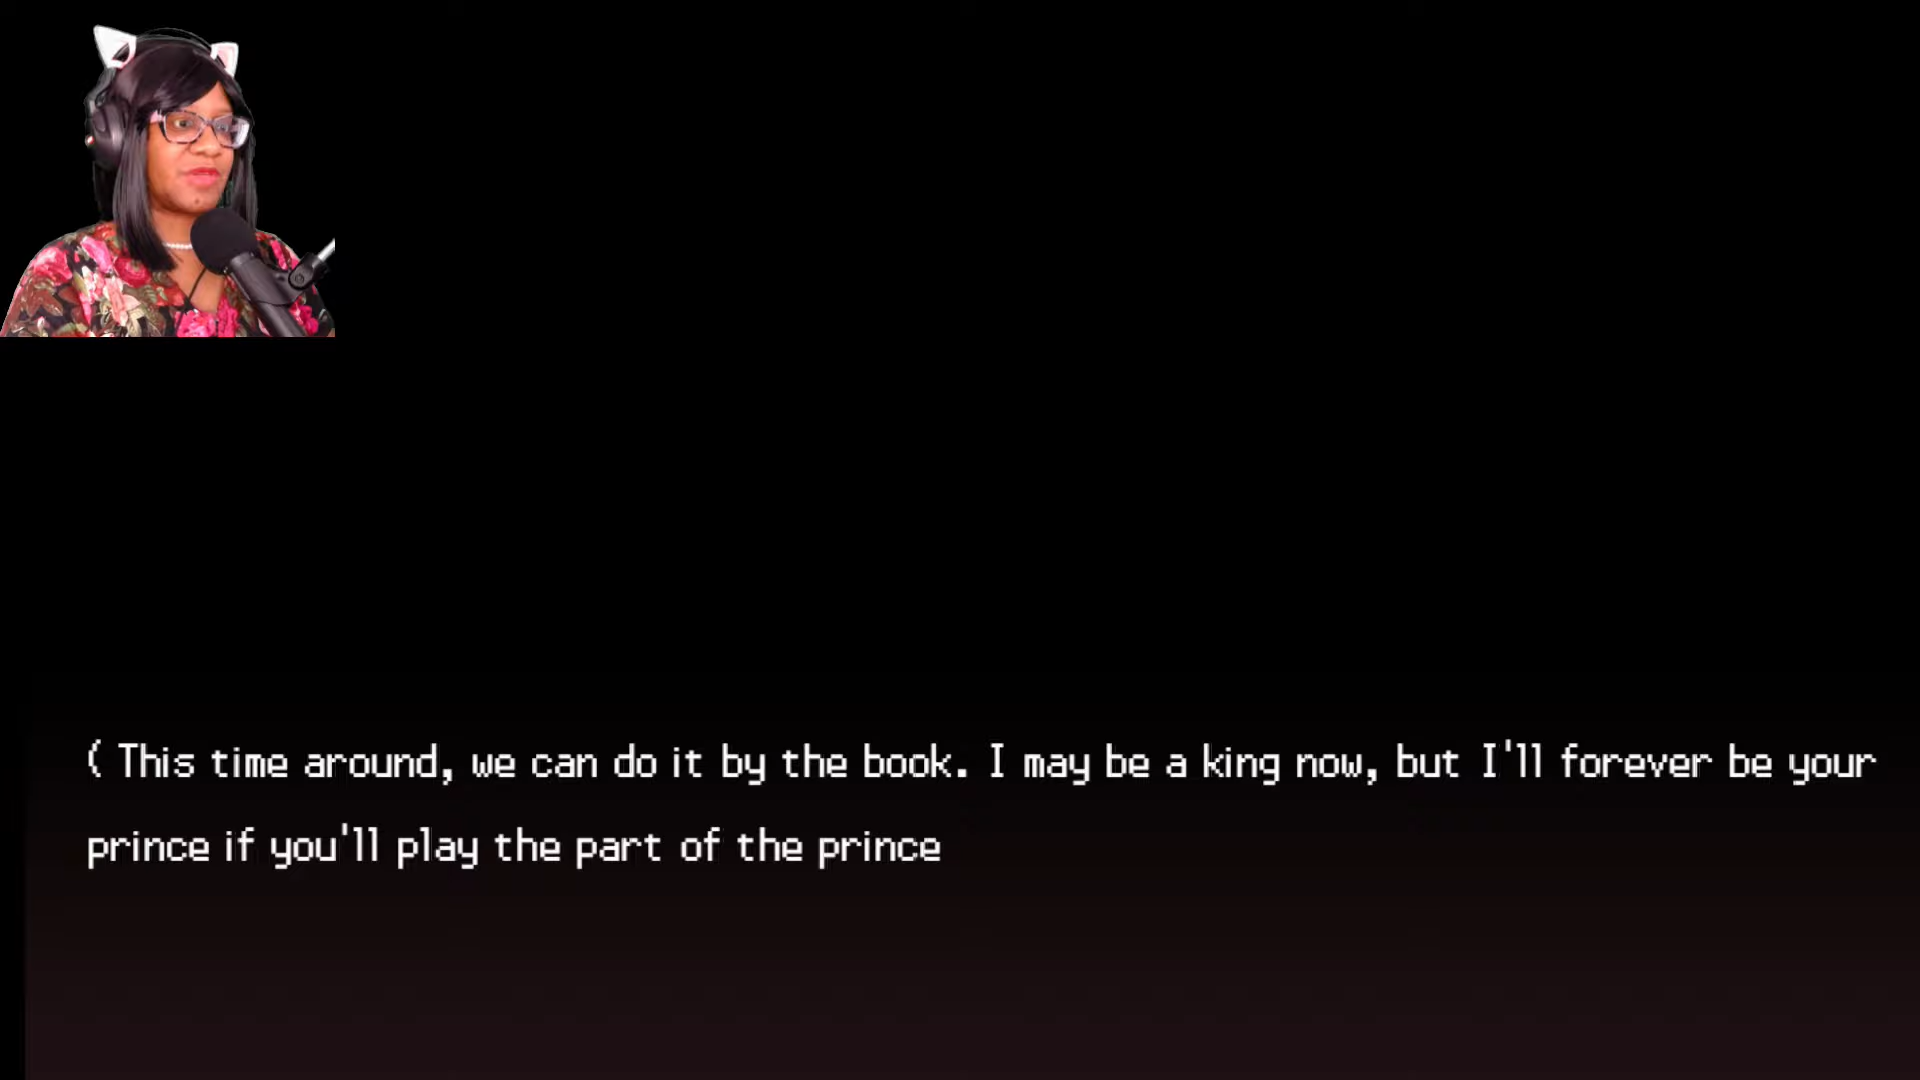 ( This time around, we can do it by the book. I may be a king now, but I'll forever be your
prince if you'll play the part of the prince